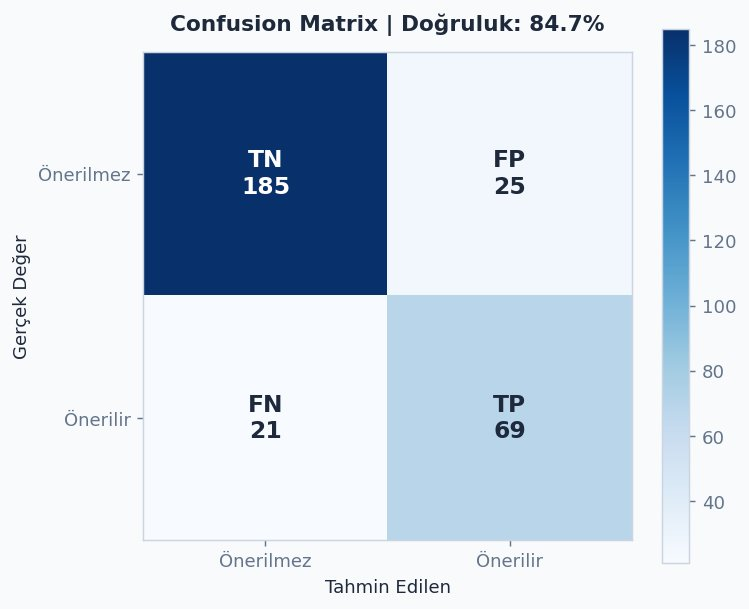 Confusion Matrix | Doğruluk: 84.7%
Gerçek Değer
Önerilmez
Önerilir
TN
185
FP
25
FN
21
TP
69
Önerilmez
Önerilir
Tahmin Edilen
180
160
140
120
100
80
60
40